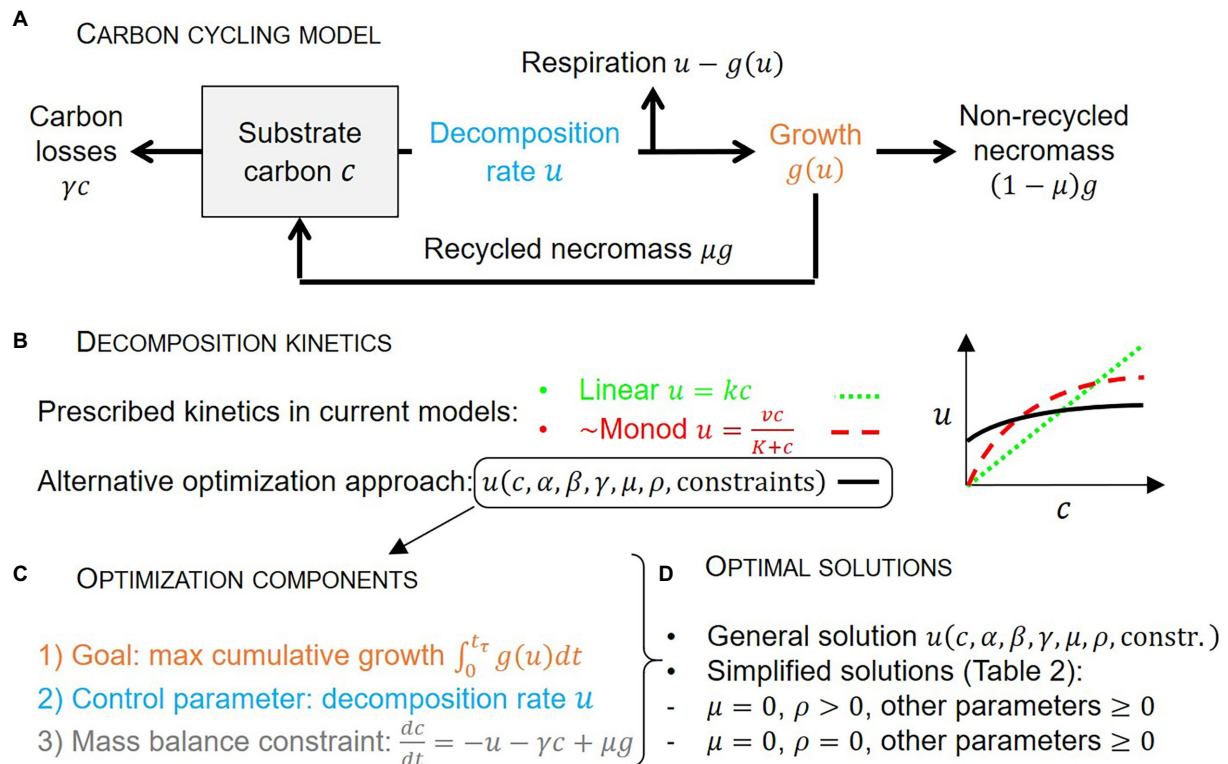 A CARBON CYCLING MODEL
Respiration u − g(u)
Carbon losses γc
Substrate carbon c
Decomposition rate u
Growth g(u)
Non-recycled necromass (1 − μ)g
Recycled necromass μg
B DECOMPOSITION KINETICS
Prescribed kinetics in current models:
• Linear u = kc
• ~Monod u = vc/(K+c)
Alternative optimization approach: u(c, α, β, γ, μ, ρ, constraints)
u
c
C OPTIMIZATION COMPONENTS
1) Goal: max cumulative growth ∫₀^{t_τ} g(u)dt
2) Control parameter: decomposition rate u
3) Mass balance constraint: dc/dt = −u − γc + μg
D OPTIMAL SOLUTIONS
• General solution u(c, α, β, γ, μ, ρ, constr.)
• Simplified solutions (Table 2):
- μ = 0, ρ > 0, other parameters ≥ 0
- μ = 0, ρ = 0, other parameters ≥ 0